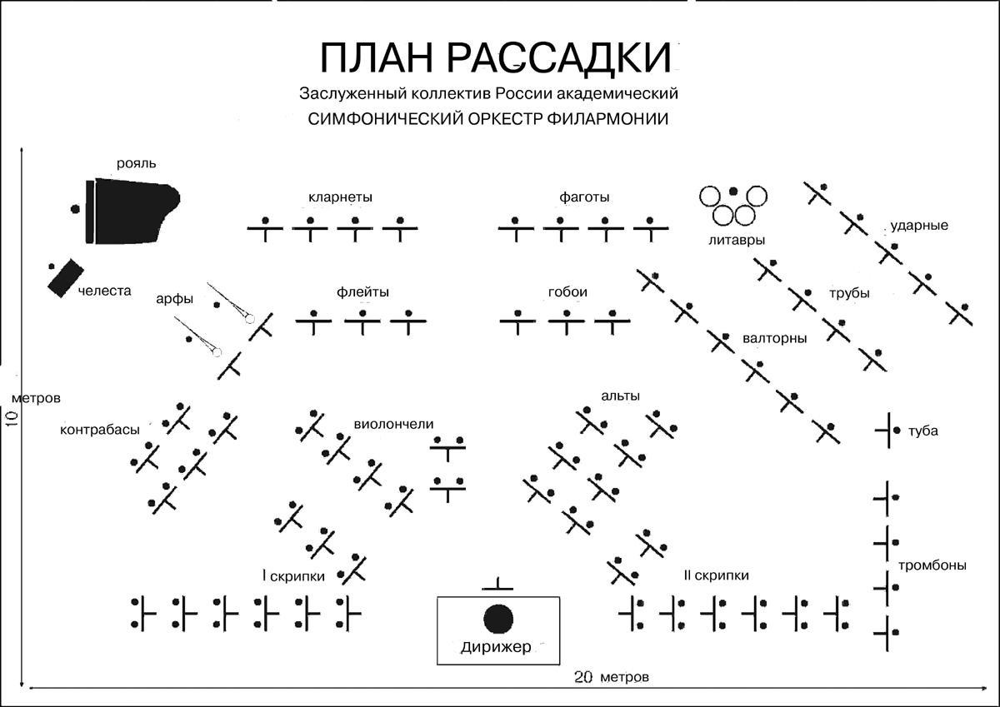 ПЛАН РАССАДКИ
Заслуженный коллектив России академический
СИМФОНИЧЕСКИЙ ОРКЕСТР ФИЛАРМОНИИ
рояль
кларнеты
фаготы
литавры
ударные
челеста
арфы
флейты
гобои
трубы
валторны
10 метров
контрабасы
виолончели
альты
туба
I скрипки
II скрипки
тромбоны
Дирижер
20 метров